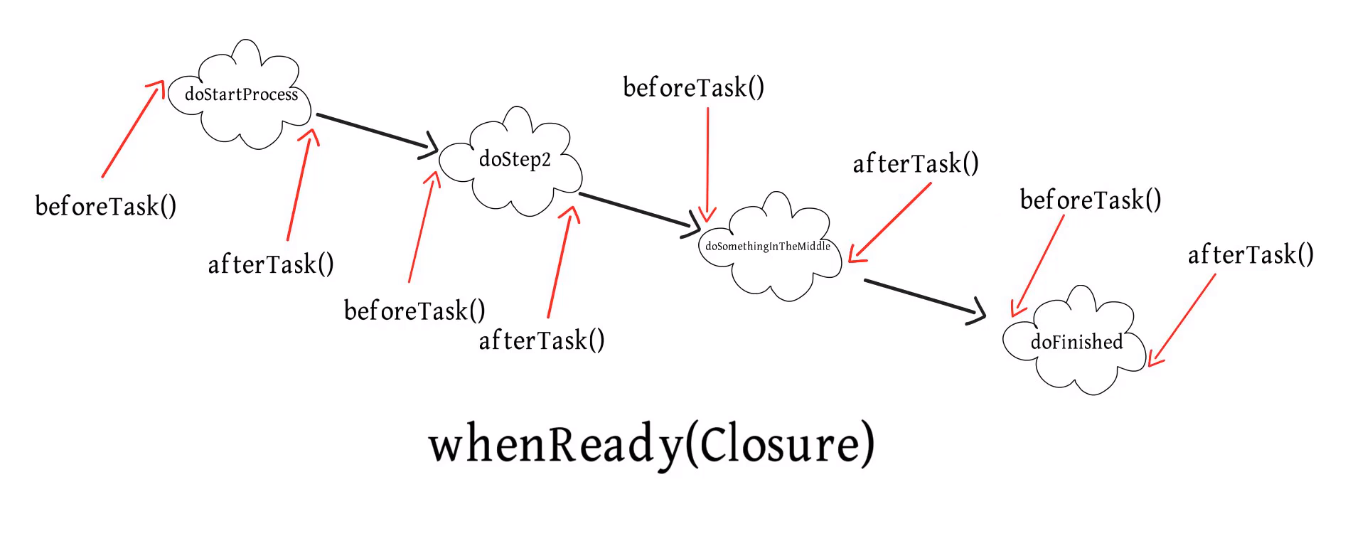 doStartProcess
beforeTask()
afterTask()
doStep2
beforeTask()
afterTask()
beforeTask()
doSomethingInTheMiddle
afterTask()
beforeTask()
doFinished
afterTask()
whenReady(Closure)